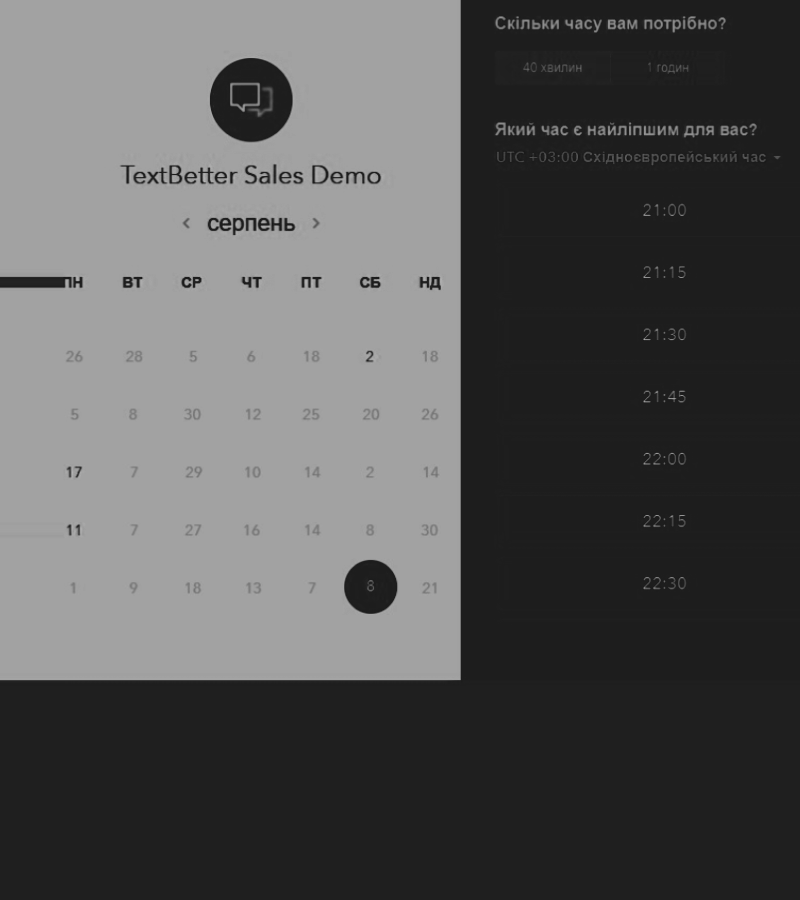 TextBetter Sales Demo
серпень
ПН ВТ СР ЧТ ПТ СБ НД
26 28 5 6 18 2 18
5 8 30 12 25 20 26
17 7 29 10 14 2 14
11 7 27 16 14 8 30
1 9 18 13 7 8 21
Скільки часу вам потрібно?
40 хвилин 1 годин
Який час є найліпшим для вас?
UTC +03:00 Східноєвропейський час
21:00
21:15
21:30
21:45
22:00
22:15
22:30